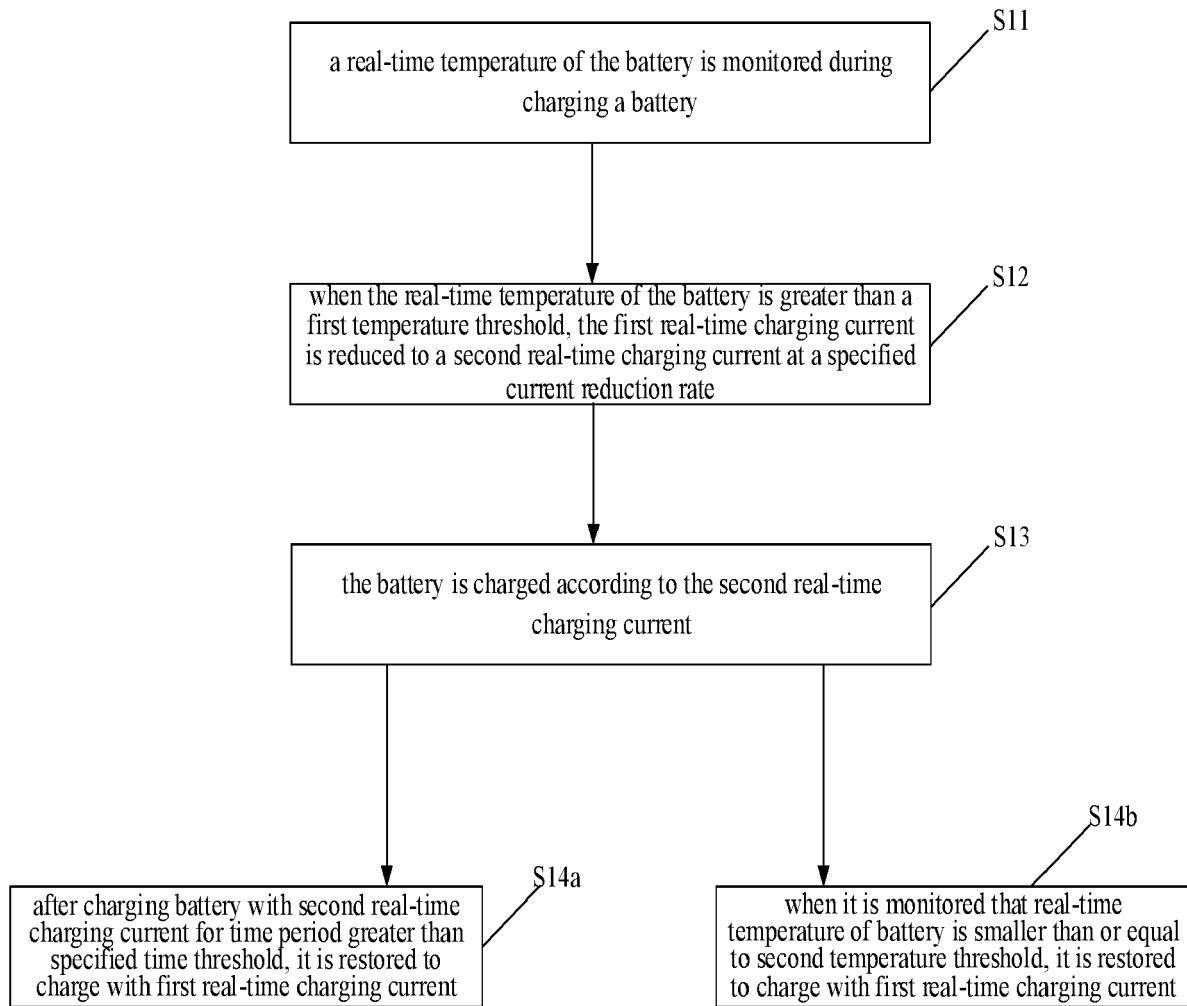 S11
a real-time temperature of the battery is monitored during
charging a battery
S12
when the real-time temperature of the battery is greater than a
first temperature threshold, the first real-time charging current
is reduced to a second real-time charging current at a specified
current reduction rate
S13
the battery is charged according to the second real-time
charging current
S14a
after charging battery with second real-time
charging current for time period greater than
specified time threshold, it is restored to
charge with first real-time charging current
S14b
when it is monitored that real-time
temperature of battery is smaller than or equal
to second temperature threshold, it is restored
to charge with first real-time charging current